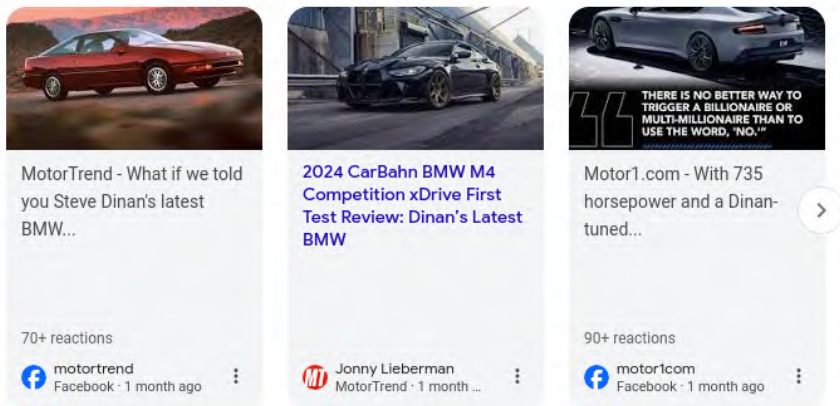 THERE IS NO BETTER WAY TO
TRIGGER A BILLIONAIRE OR
MULTI-MILLIONAIRE THAN TO
USE THE WORD, 'NO.'"
MotorTrend - What if we told
you Steve Dinan's latest
BMW...
70+ reactions
motortrend
Facebook · 1 month ago
2024 CarBahn BMW M4
Competition xDrive First
Test Review: Dinan's Latest
BMW
MT
Jonny Lieberman
MotorTrend · 1 month ...
Motor1.com - With 735
horsepower and a Dinan-
tuned...
90+ reactions
motor1com
Facebook · 1 month ago